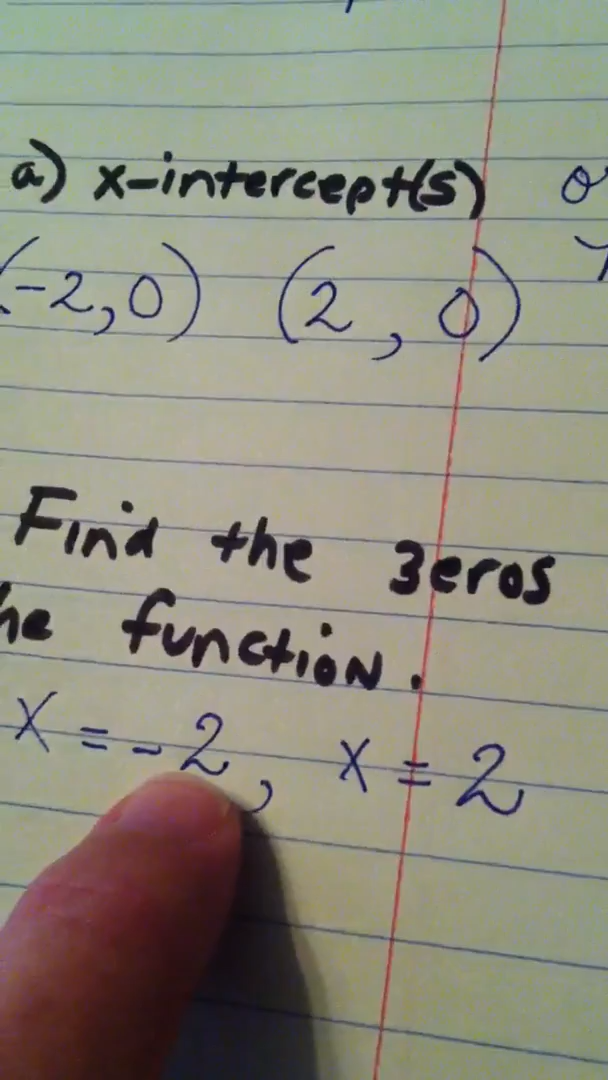 a) x-intercept(s)
(-2,0) (2,0)
Find the zeros
function.
x = -2, x = 2